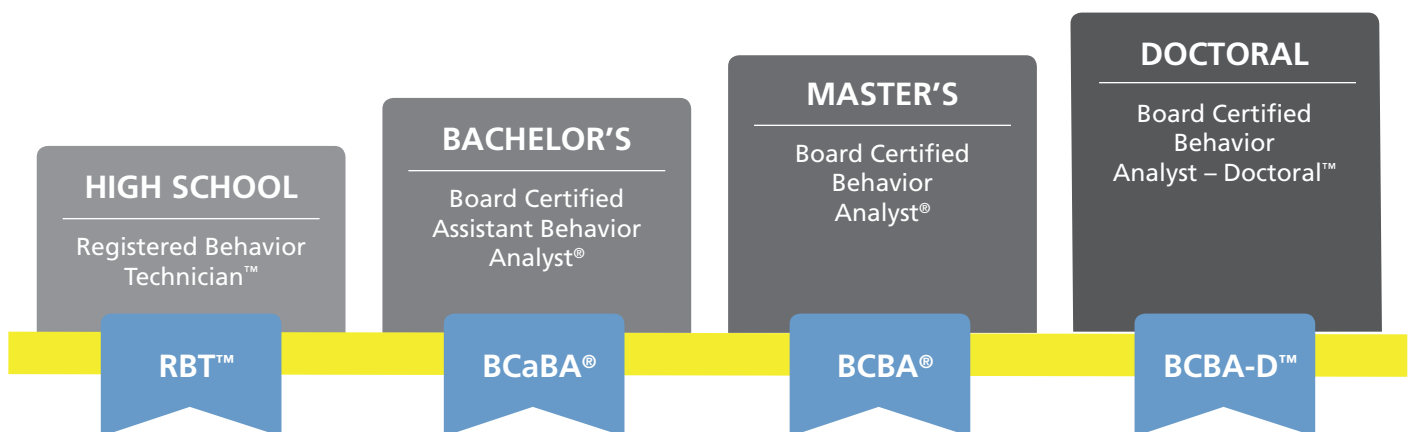 HIGH SCHOOL
Registered Behavior
Technician™
RBT™
BACHELOR'S
Board Certified
Assistant Behavior
Analyst®
BCaBA®
MASTER'S
Board Certified
Behavior
Analyst®
BCBA®
DOCTORAL
Board Certified
Behavior
Analyst – Doctoral™
BCBA-D™